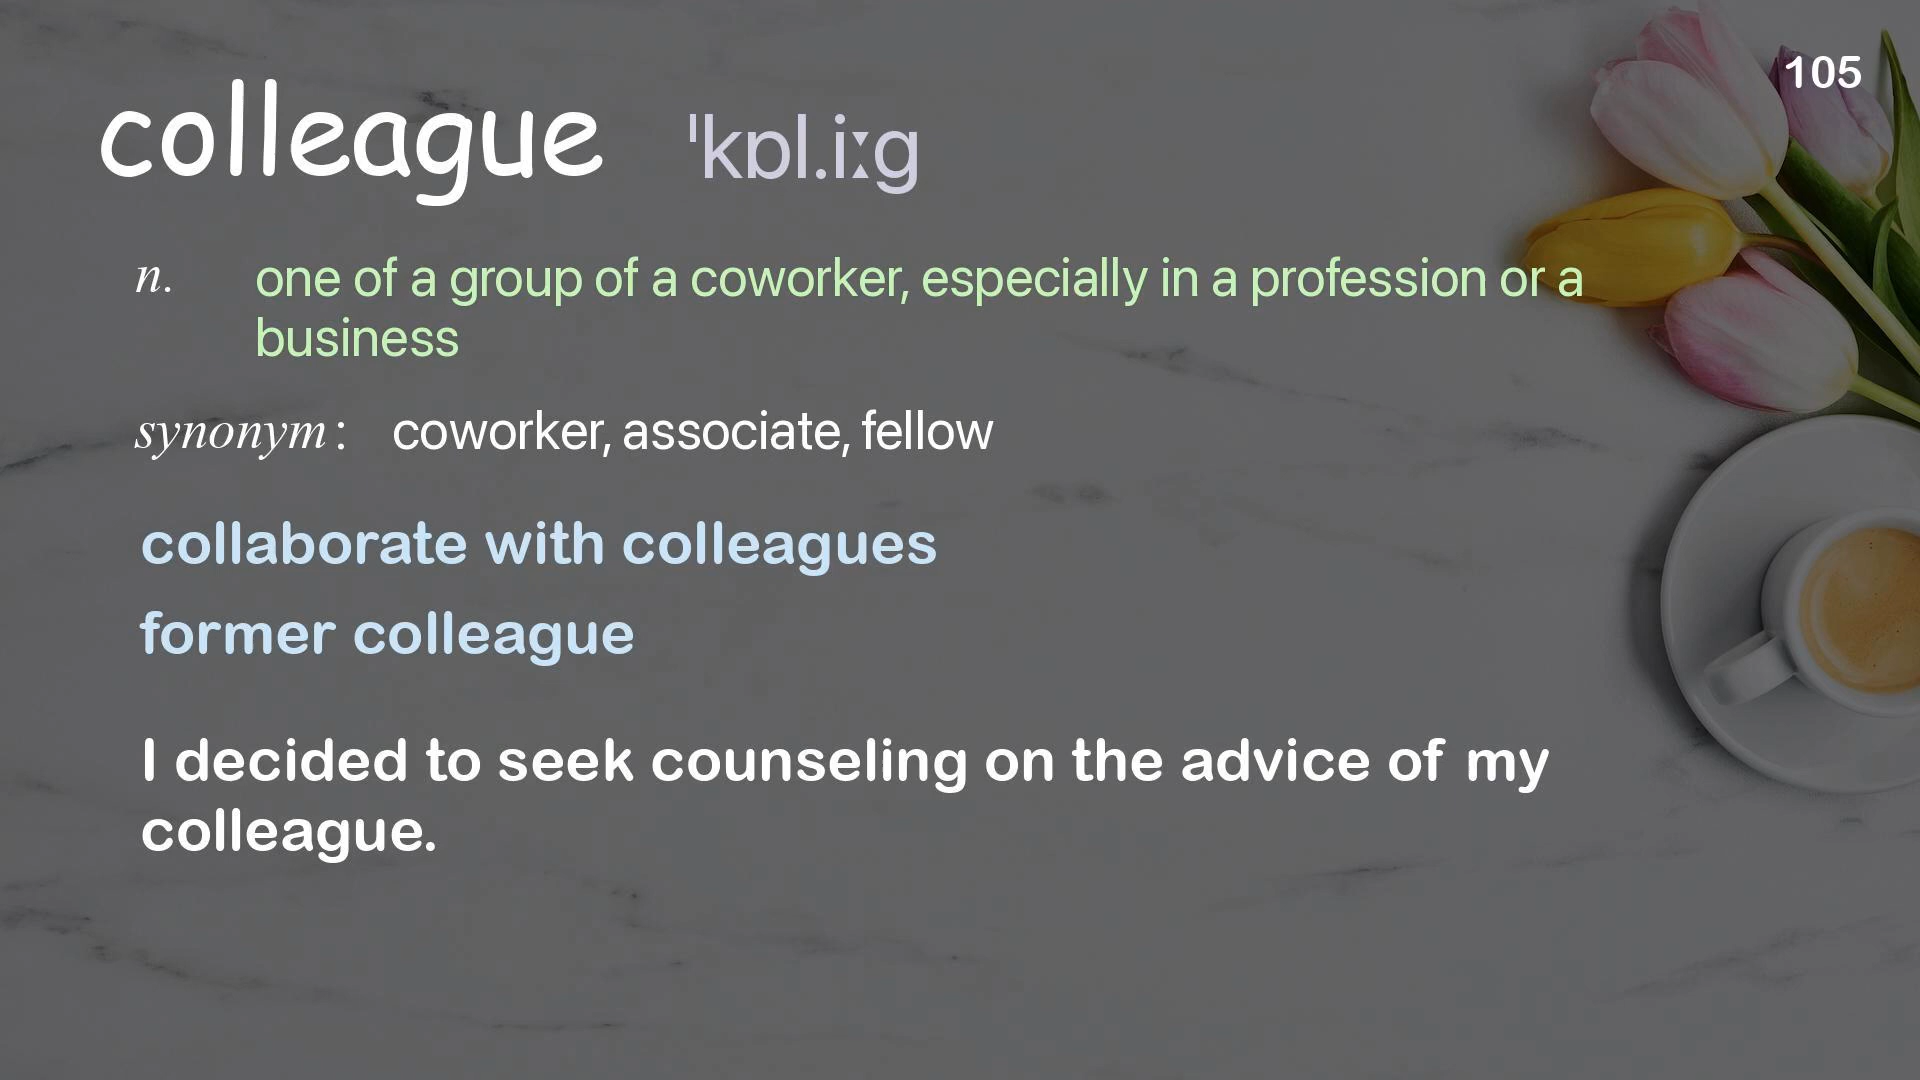 105
colleague ˈkɒl.iːg
n. one of a group of a coworker, especially in a profession or a
business
synonym: coworker, associate, fellow
collaborate with colleagues
former colleague
I decided to seek counseling on the advice of my
colleague.